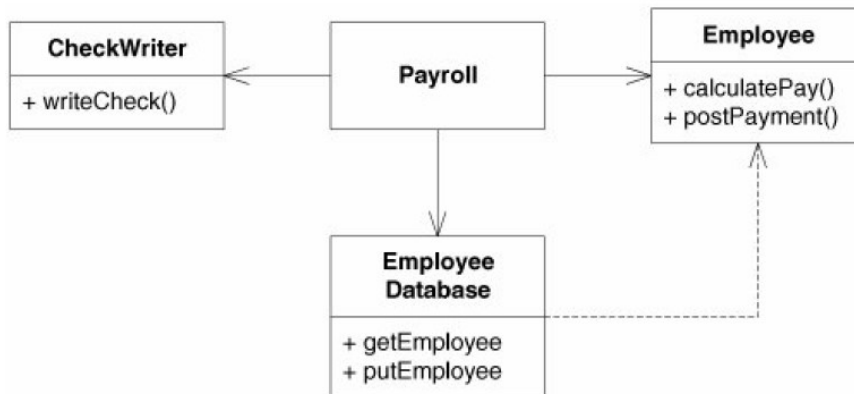 CheckWriter
+ writeCheck()
Payroll
Employee
+ calculatePay()
+ postPayment()
Employee
Database
+ getEmployee
+ putEmployee